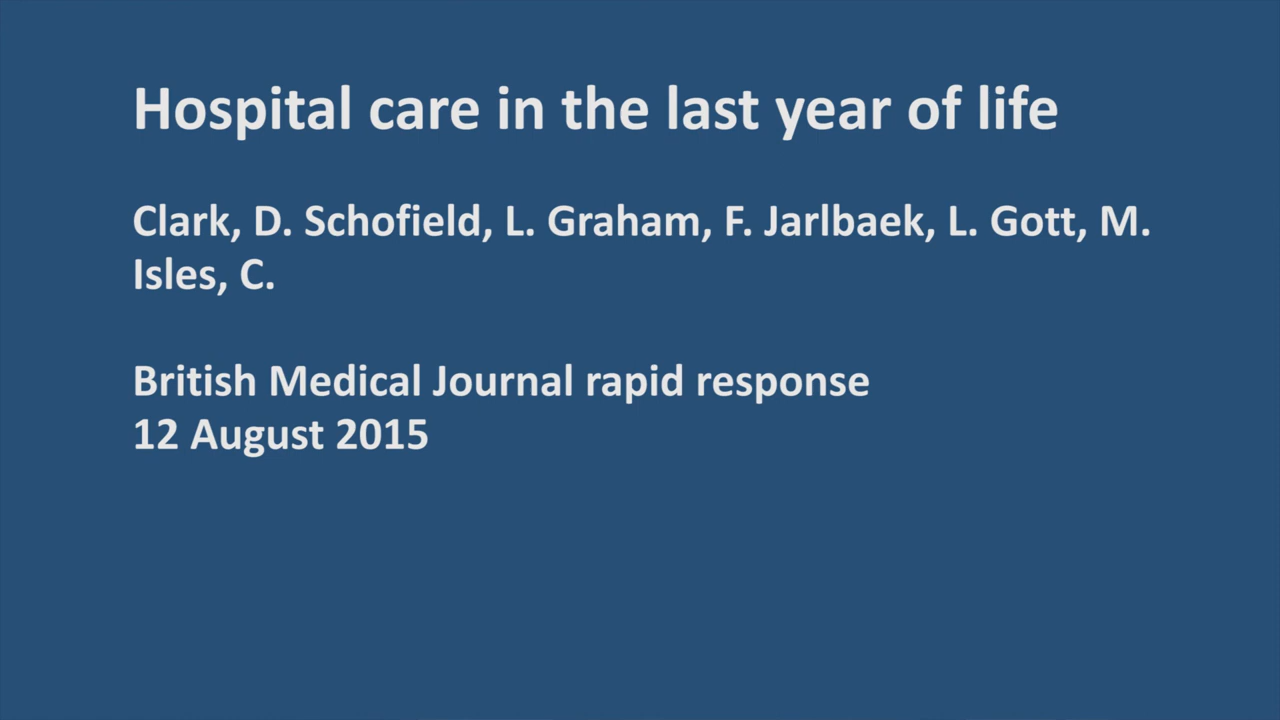 Hospital care in the last year of life
Clark, D. Schofield, L. Graham, F. Jarlbaek, L. Gott, M.
Isles, C.
British Medical Journal rapid response
12 August 2015